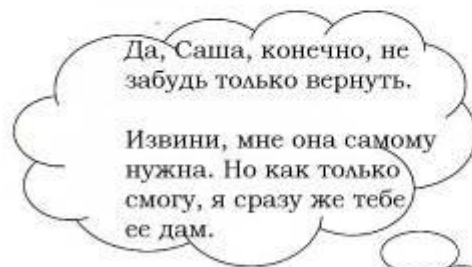 Да, Саша, конечно, не
забудь только вернуть.
Извини, мне она самому
нужна. Но как только
смогу, я сразу же тебе
ее дам.